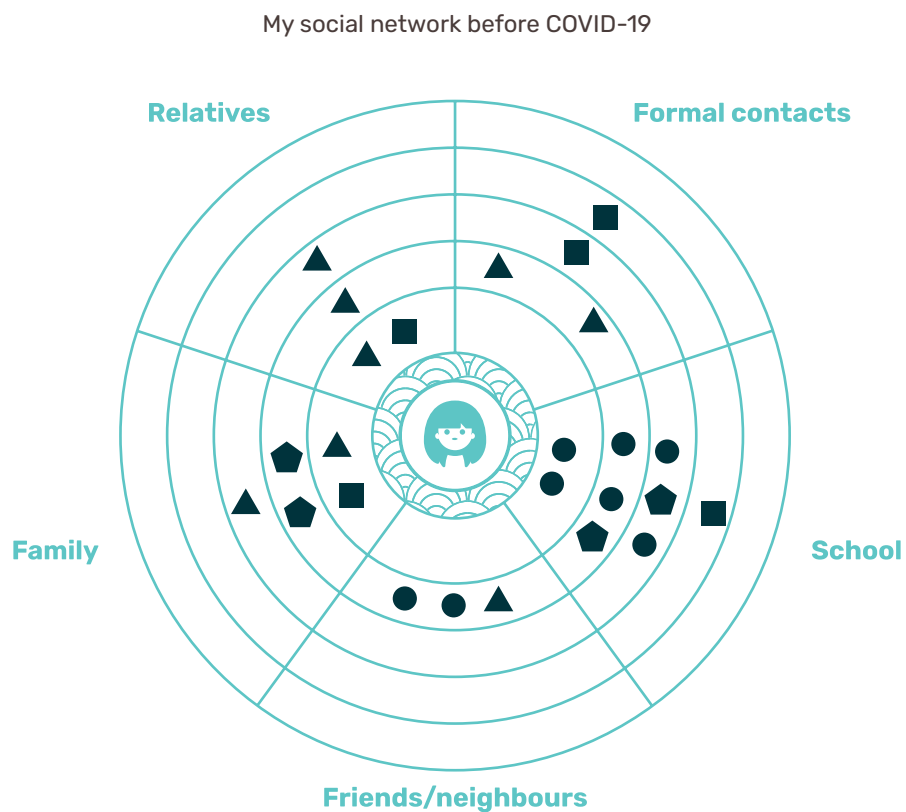 My social network before COVID-19
Relatives
Formal contacts
Family
School
Friends/neighbours